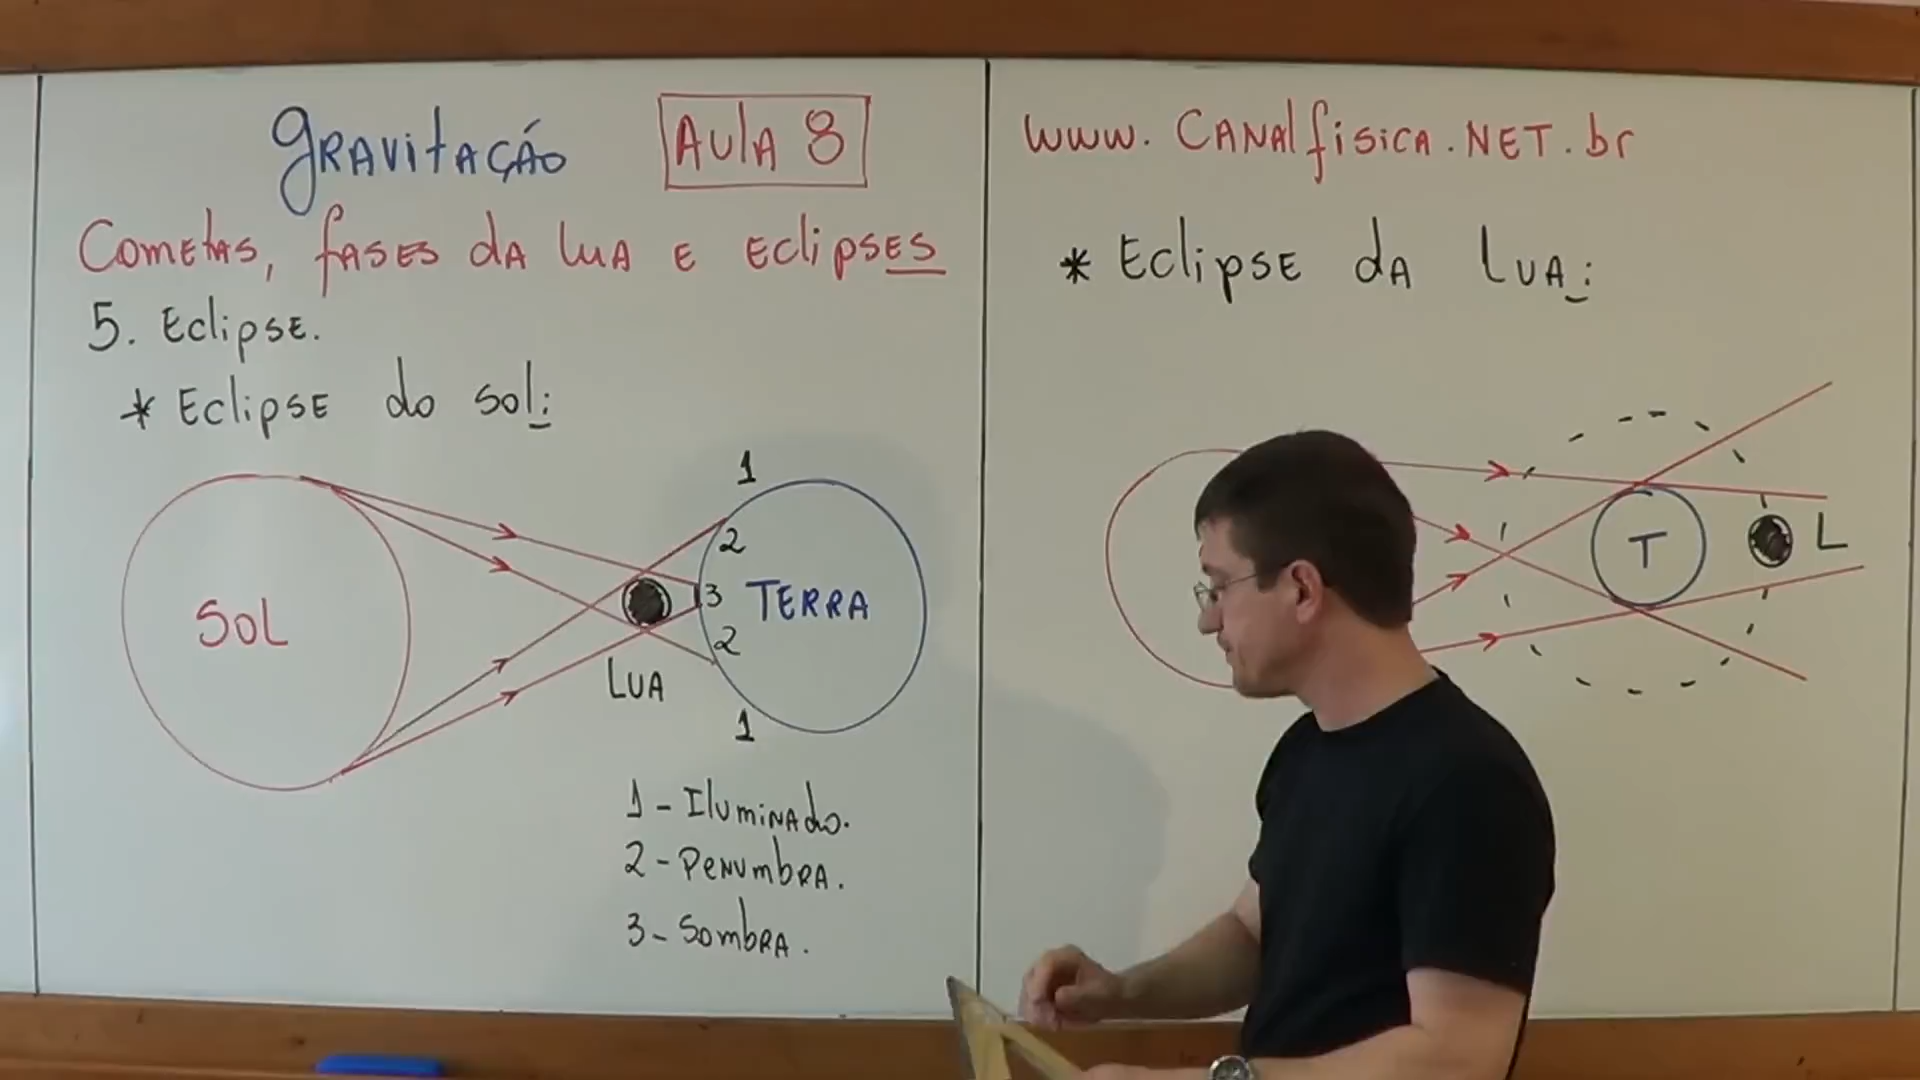 Gravitação Aula 8
Cometas, fases da lua e eclipses
5. Eclipse.
* Eclipse do sol:
1
2
SOL
3 TERRA
2
LUA
1
1 - Iluminado.
2 - Penumbra.
3 - Sombra.
www.Canalfisica.NET.br
* Eclipse da Lua:
T L